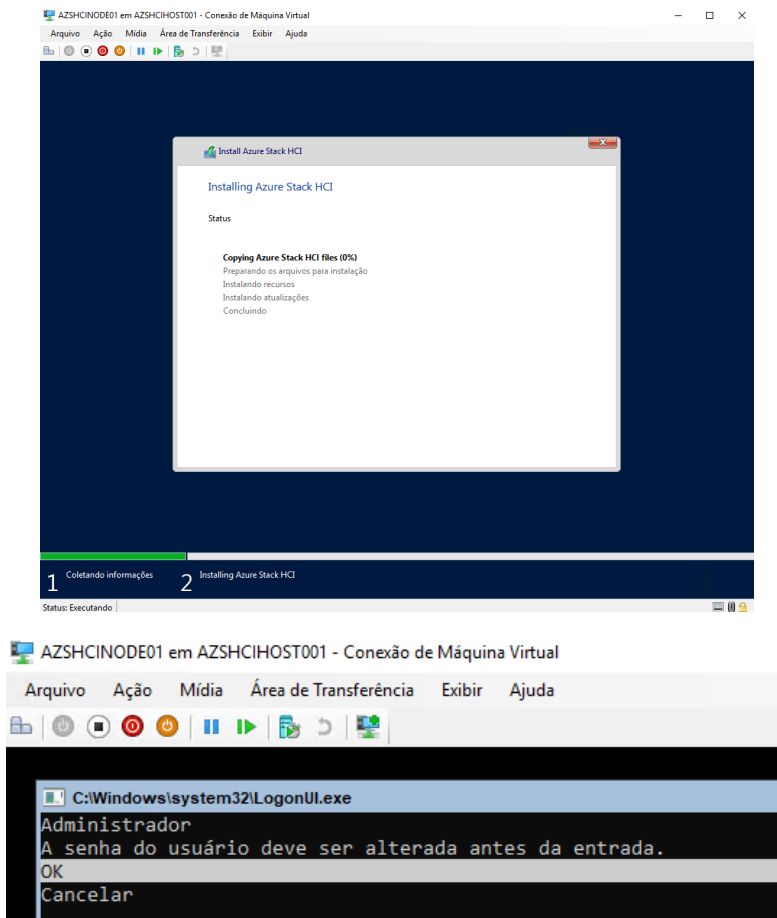 AZSHCINODE01 em AZSHCIHOST001 - Conexão de Máquina Virtual
Arquivo Ação Mídia Área de Transferência Exibir Ajuda
Install Azure Stack HCI
Installing Azure Stack HCI
Status
Copying Azure Stack HCI files (0%)
Preparando os arquivos para instalação
Instalando recursos
Instalando atualizações
Concluindo
1 Coletando informações 2 Installing Azure Stack HCI
Status: Executando
AZSHCINODE01 em AZSHCIHOST001 - Conexão de Máquina Virtual
Arquivo Ação Mídia Área de Transferência Exibir Ajuda
C:\Windows\system32\LogonUI.exe
Administrador
A senha do usuário deve ser alterada antes da entrada.
OK
Cancelar